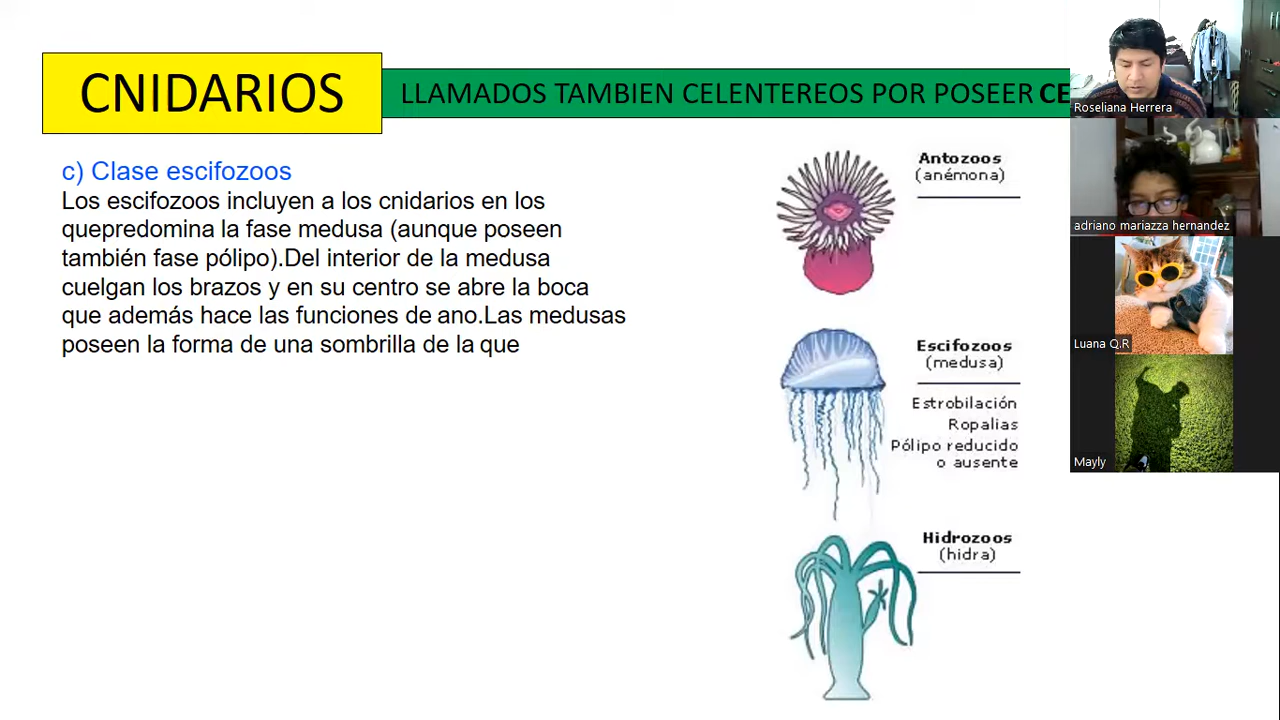 CNIDARIOS
LLAMADOS TAMBIEN CELENTEREOS POR POSEER CE
c) Clase escifozoos
Los escifozoos incluyen a los cnidarios en los
quepredomina la fase medusa (aunque poseen
también fase pólipo).Del interior de la medusa
cuelgan los brazos y en su centro se abre la boca
que además hace las funciones de ano.Las medusas
poseen la forma de una sombrilla de la que
Antozoos
(anémona)
Escifozoos
(medusa)
Estrobilación
Ropalias
Pólipo reducido
o ausente
Hidrozoos
(hidra)
Roseliana Herrera
adriano mariazza hernandez
Luana Q.R
Mayly